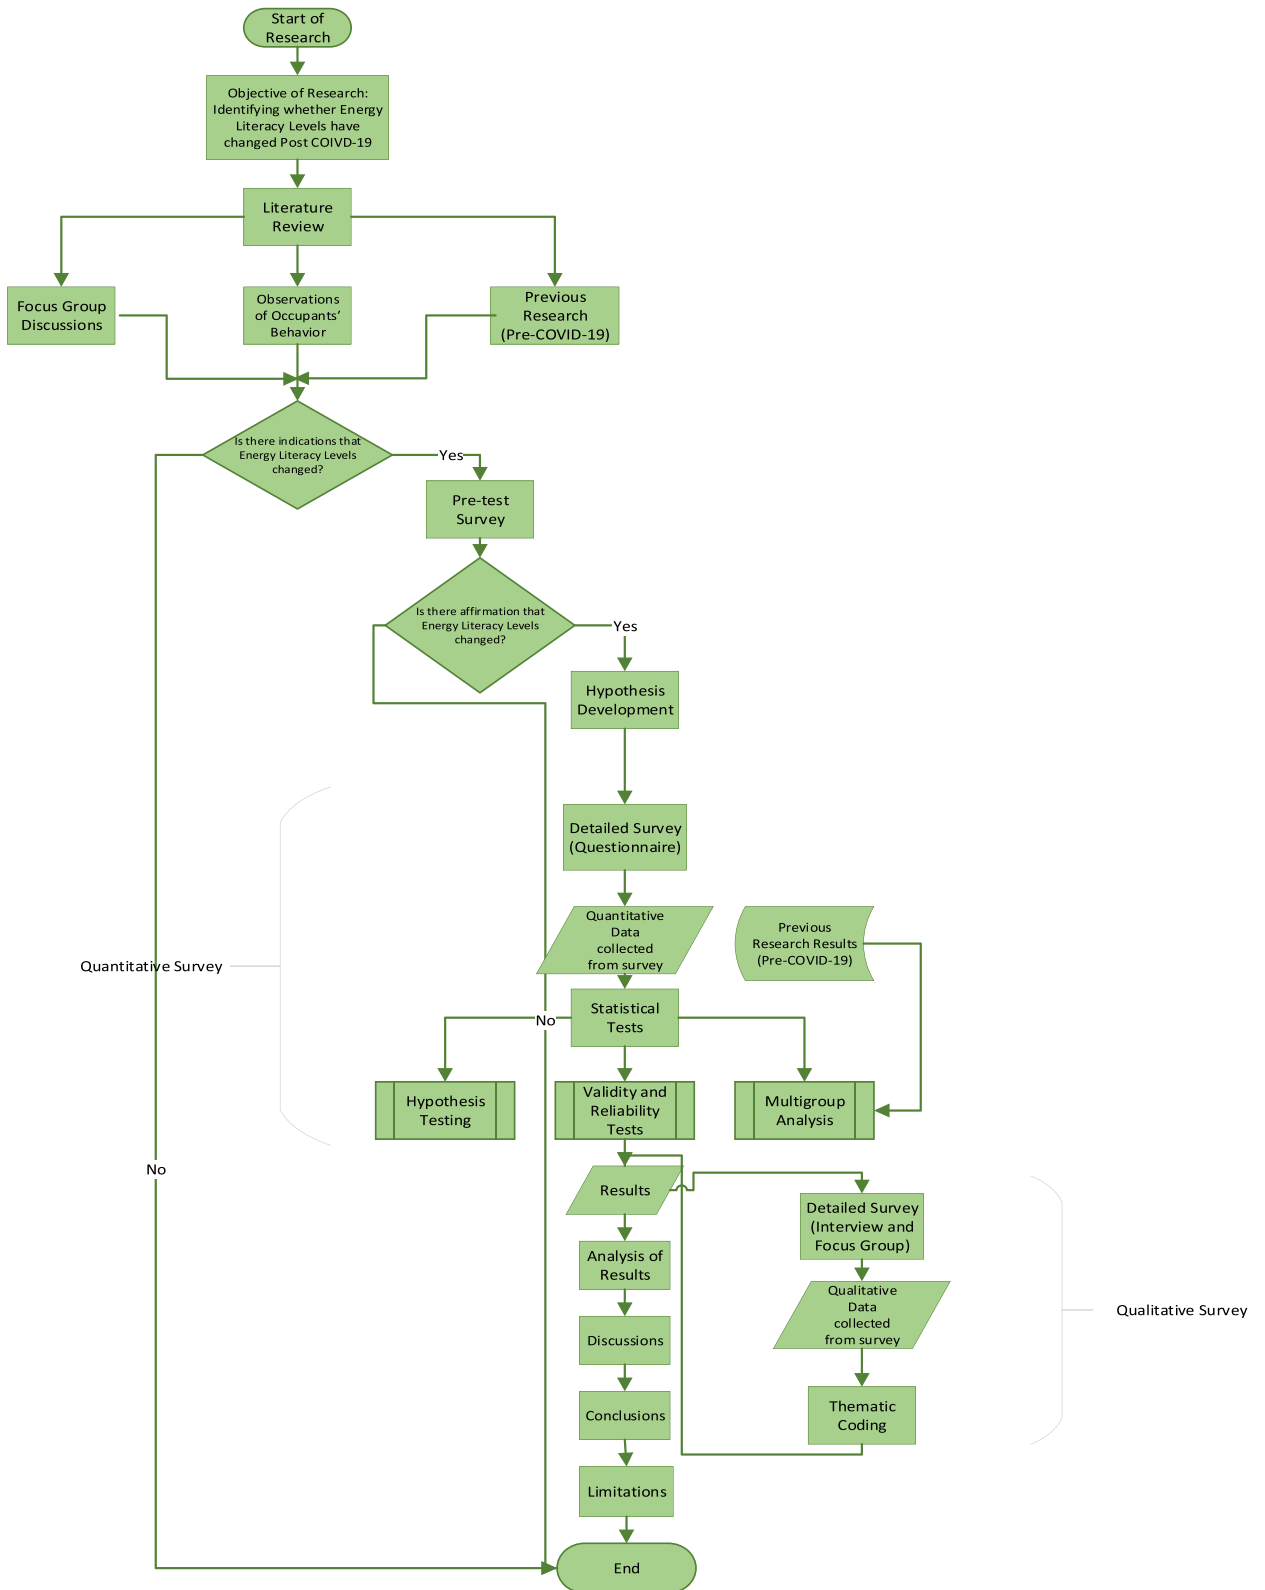 Start of
Research
Objective of Research:
Identifying whether Energy
Literacy Levels have
changed Post COIVD-19
Literature
Review
Focus Group
Discussions
Observations
of Occupants’
Behavior
Previous
Research
(Pre-COVID-19)
Is there indications that
Energy Literacy Levels
changed?
Yes
Pre-test
Survey
Is there affirmation that
Energy Literacy Levels
changed?
Yes
Hypothesis
Development
Detailed Survey
(Questionnaire)
Quantitative
Data
collected
from survey
Previous
Research Results
(Pre-COVID-19)
Quantitative Survey
Statistical
Tests
No
Hypothesis
Testing
Validity and
Reliability
Tests
Multigroup
Analysis
No
Results
Detailed Survey
(Interview and
Focus Group)
Analysis of
Results
Qualitative
Data
collected
from survey
Qualitative Survey
Discussions
Thematic
Coding
Conclusions
Limitations
End